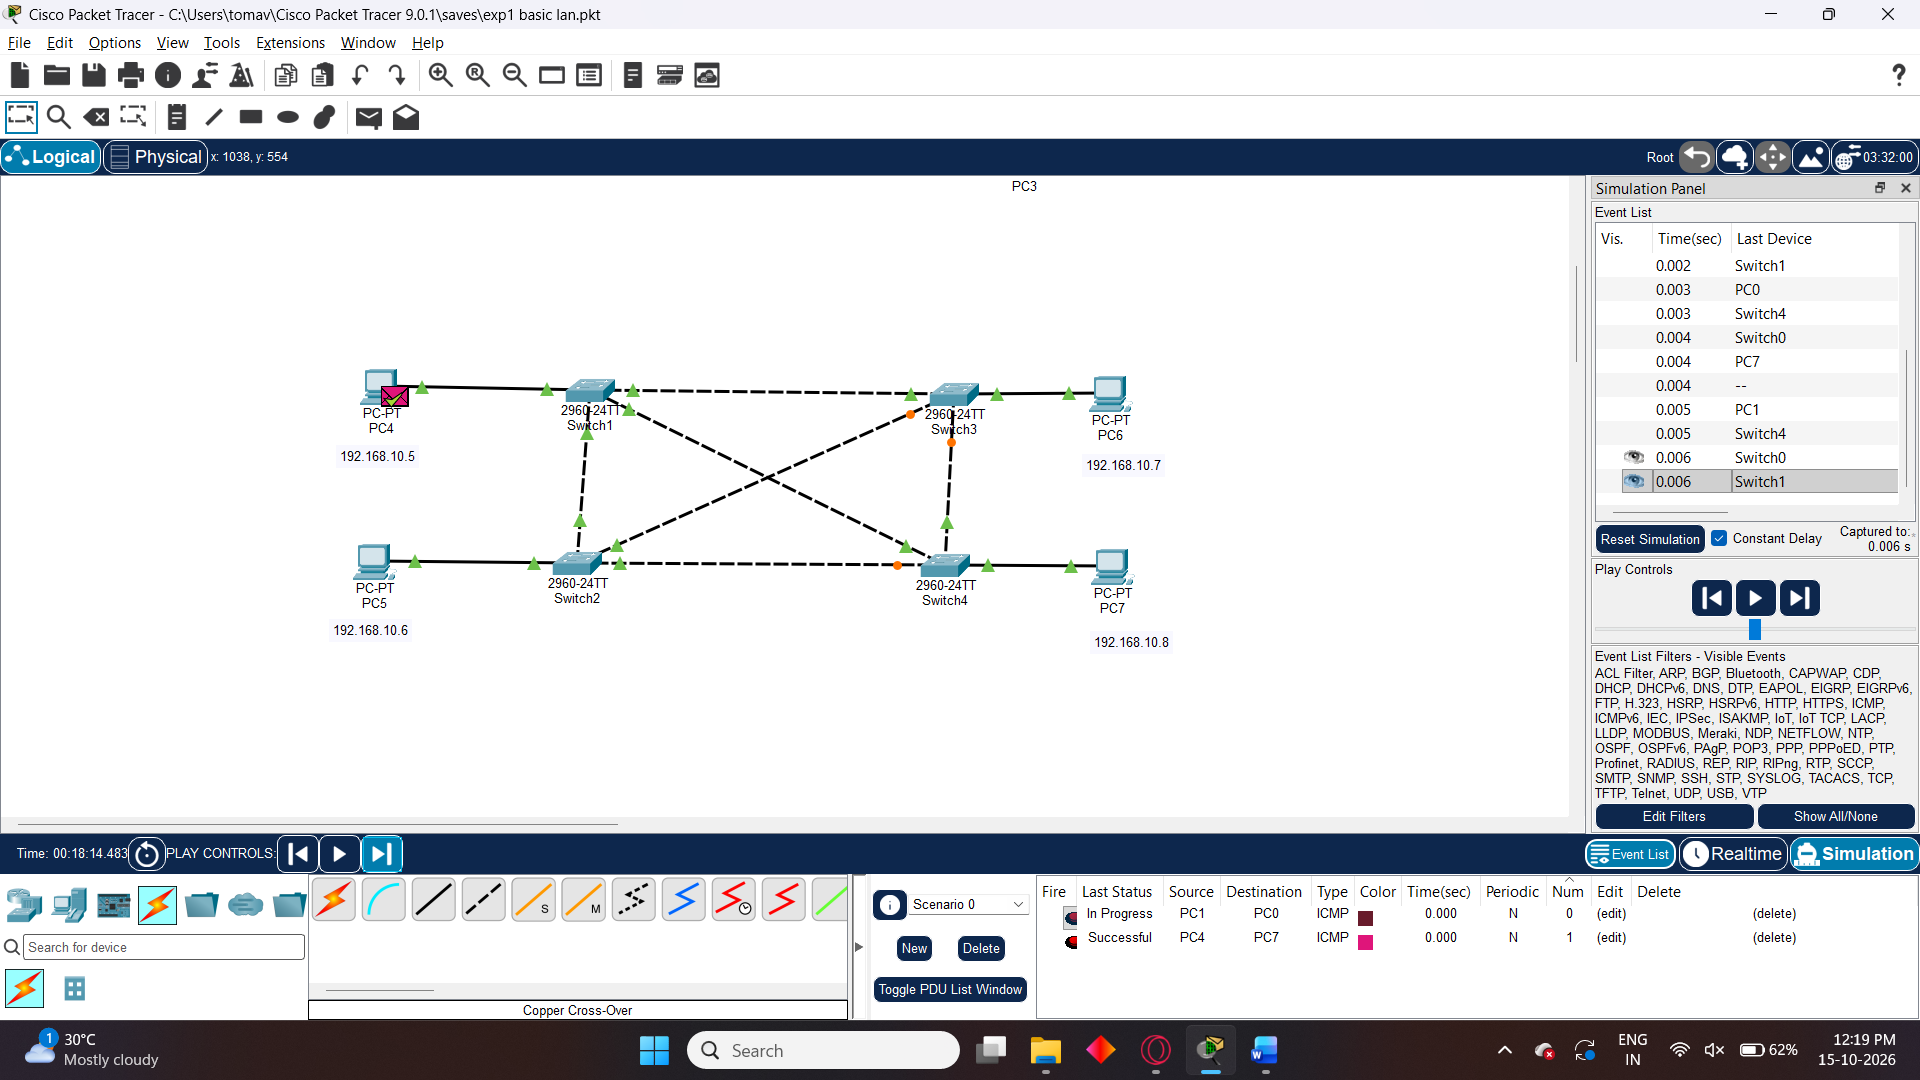 Cisco Packet Tracer - C:\Users\tomav\Cisco Packet Tracer 9.0.1\saves\exp1 basic lan.pkt
File Edit Options View Tools Extensions Window Help
Logical Physical x: 1038, y: 554 Root 03:32:00
PC3
PC-PT
PC4
192.168.10.5
2960-24TT
Switch1
2960-24TT
Switch3
PC-PT
PC6
192.168.10.7
PC-PT
PC5
192.168.10.6
2960-24TT
Switch2
2960-24TT
Switch4
PC-PT
PC7
192.168.10.8
Simulation Panel
Event List
Vis. Time(sec) Last Device
0.002 Switch1
0.003 PC0
0.003 Switch4
0.004 Switch0
0.004 PC7
0.004 --
0.005 PC1
0.005 Switch4
0.006 Switch0
0.006 Switch1
Reset Simulation Constant Delay Captured to:
0.006 s
Play Controls
Event List Filters - Visible Events
ACL Filter, ARP, BGP, Bluetooth, CAPWAP, CDP,
DHCP, DHCPv6, DNS, DTP, EAPOL, EIGRP, EIGRPv6,
FTP, H.323, HSRP, HSRPv6, HTTP, HTTPS, ICMP,
ICMPv6, IEC, IPSec, ISAKMP, IoT, IoT TCP, LACP,
LLDP, MODBUS, Meraki, NDP, NETFLOW, NTP,
OSPF, OSPFv6, PAgP, POP3, PPP, PPPoED, PTP,
Profinet, RADIUS, REP, RIP, RIPng, RTP, SCCP,
SMTP, SNMP, SSH, STP, SYSLOG, TACACS, TCP,
TFTP, Telnet, UDP, USB, VTP
Edit Filters Show All/None
Time: 00:18:14.483 PLAY CONTROLS: Event List Realtime Simulation
Search for device
S M
Copper Cross-Over
Scenario 0
New Delete
Toggle PDU List Window
Fire Last Status Source Destination Type Color Time(sec) Periodic Num Edit Delete
In Progress PC1 PC0 ICMP 0.000 N 0 (edit) (delete)
Successful PC4 PC7 ICMP 0.000 N 1 (edit) (delete)
1
30°C
Mostly cloudy
Search
ENG
IN
62%
12:19 PM
15-10-2026